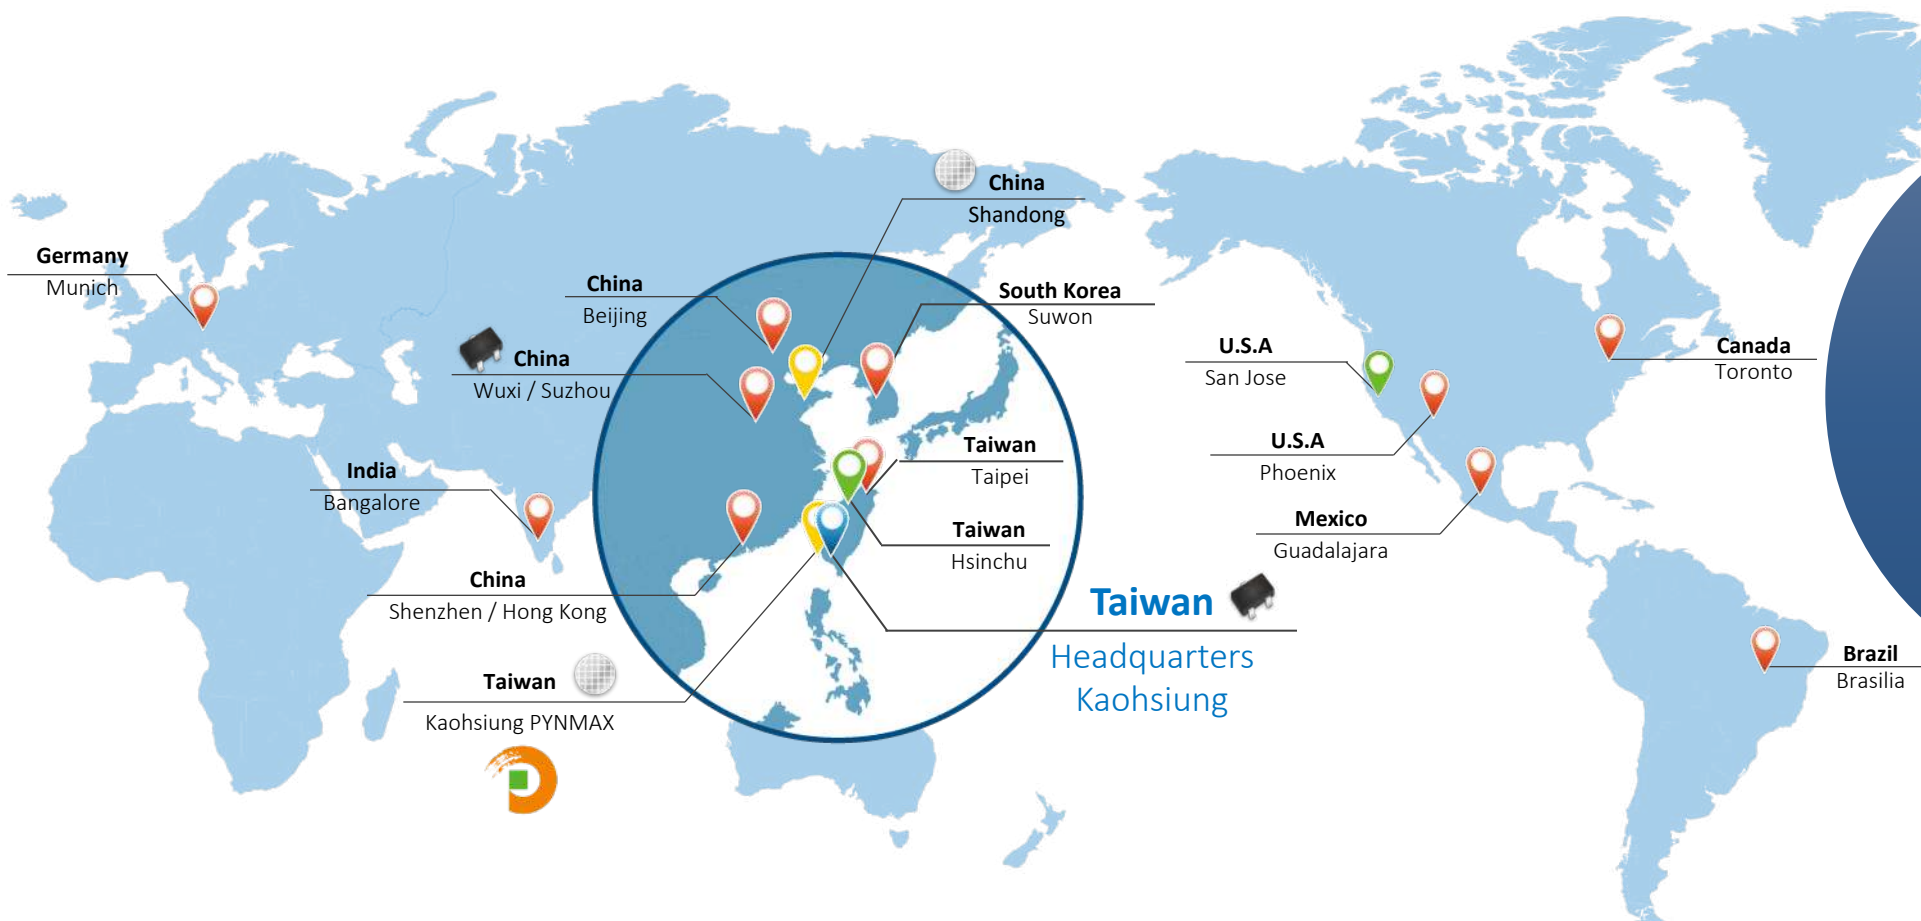 China
Shandong
Germany
Munich
China
Beijing
South Korea
Suwon
China
Wuxi / Suzhou
U.S.A
San Jose
Canada
Toronto
India
Bangalore
Taiwan
Taipei
U.S.A
Phoenix
Taiwan
Hsinchu
Mexico
Guadalajara
China
Shenzhen / Hong Kong
Taiwan
Headquarters
Kaohsiung
Taiwan
Kaohsiung PYNMAX
Brazil
Brasilia